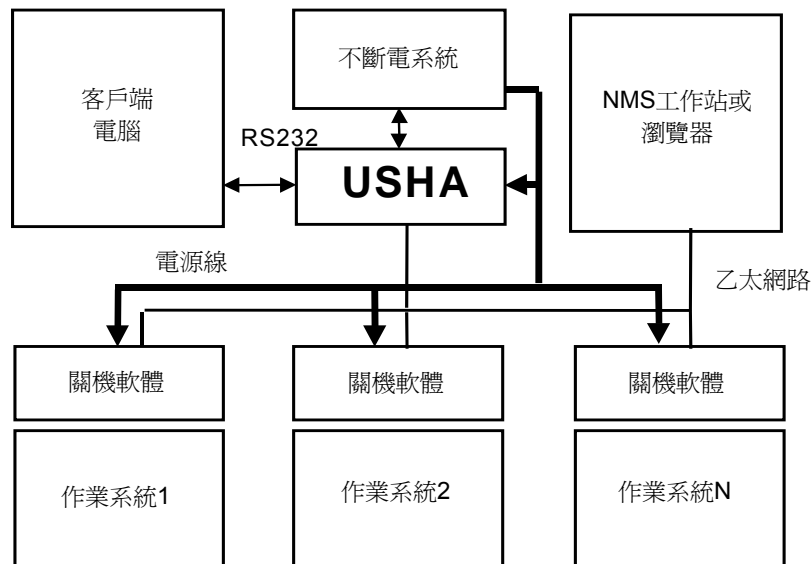 不斷電系統
客戶端
電腦
NMS工作站或
瀏覽器
RS232
USHA
電源線
乙太網路
關機軟體
關機軟體
關機軟體
作業系統1
作業系統2
作業系統N